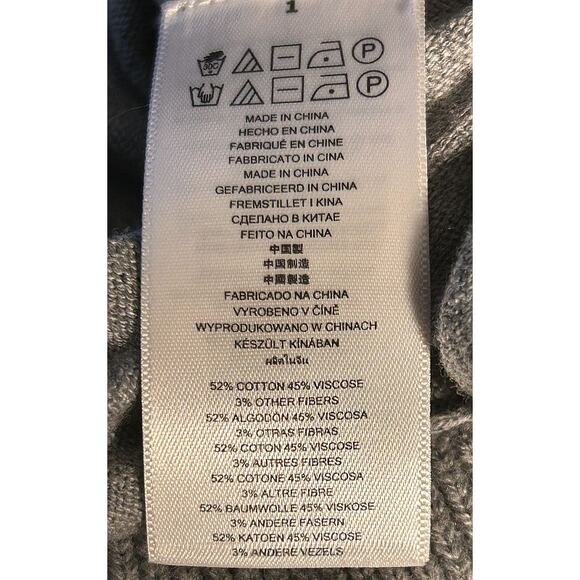 1
30C
P
P
MADE IN CHINA
HECHO EN CHINA
FABRIQUÉ EN CHINE
FABBRICATO IN CINA
MADE IN CHINA
GEFABRICEERD IN CHINA
FREMSTILLET I KINA
СДЕЛАНО В КИТАЕ
FEITO NA CHINA
中国製
中国制造
中國製造
FABRICADO NA CHINA
VYROBENO V ČÍNĚ
WYPRODUKOWANO W CHINACH
KÉSZÜLT KÍNÁBAN
ผลิตในจีน
52% COTTON 45% VISCOSE
3% OTHER FIBERS
52% ALGODÓN 45% VISCOSA
3% OTRAS FIBRAS
52% COTON 45% VISCOSE
3% AUTRES FIBRES
52% COTONE 45% VISCOSA
3% ALTRE FIBRE
52% BAUMWOLLE 45% VISKOSE
3% ANDERE FASERN
52% KATOEN 45% VISCOSE
3% ANDERE VEZELS